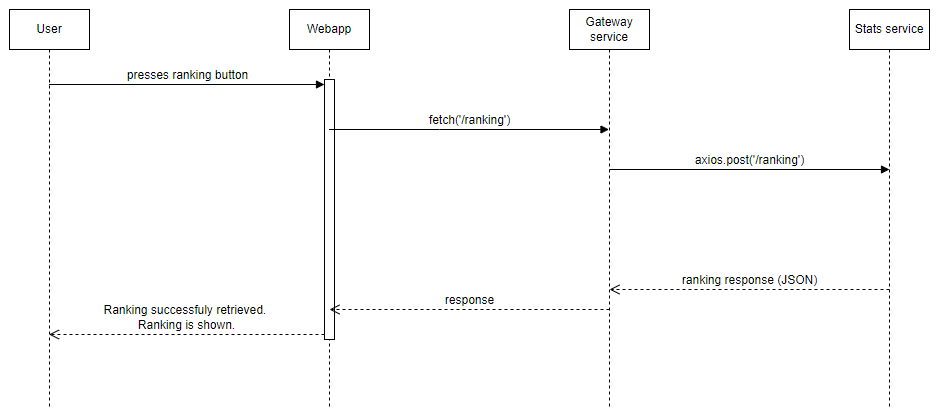 User
Webapp
Gateway
service
Stats service
presses ranking button
fetch('/ranking')
axios.post('/ranking')
ranking response (JSON)
response
Ranking successfuly retrieved.
Ranking is shown.